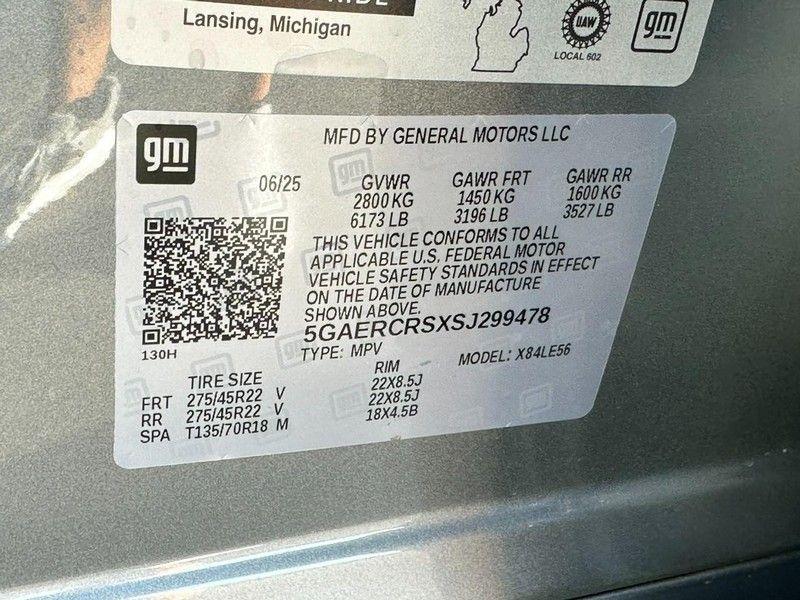 Lansing, Michigan
UAW
LOCAL 602
gm
gm
MFD BY GENERAL MOTORS LLC
06/25 GVWR GAWR FRT GAWR RR
2800 KG 1450 KG 1600 KG
6173 LB 3196 LB 3527 LB
THIS VEHICLE CONFORMS TO ALL
APPLICABLE U.S. FEDERAL MOTOR
VEHICLE SAFETY STANDARDS IN EFFECT
ON THE DATE OF MANUFACTURE
SHOWN ABOVE.
5GAERCRSXSJ299478
130H
TYPE: MPV MODEL: X84LE56
TIRE SIZE RIM
FRT 275/45R22 V 22X8.5J
RR 275/45R22 V 22X8.5J
SPA T135/70R18 M 18X4.5B